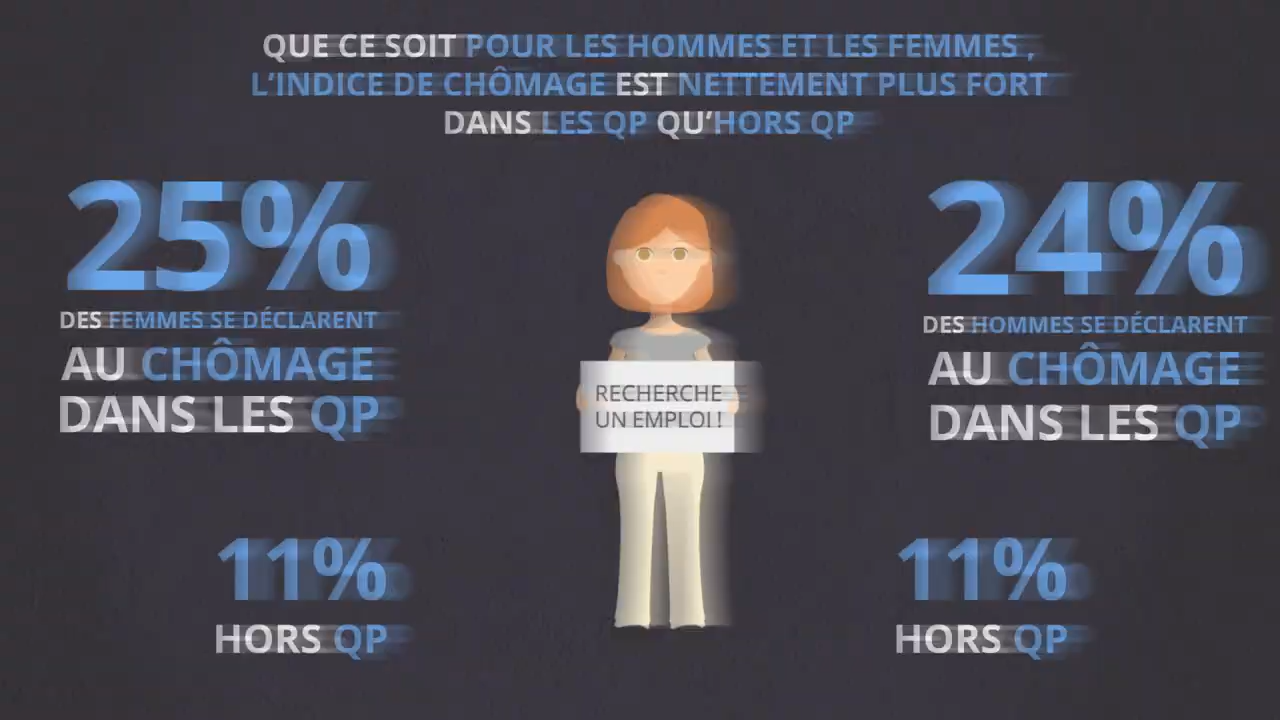 QUE CE SOIT POUR LES HOMMES ET LES FEMMES ,
L'INDICE DE CHÔMAGE EST NETTEMENT PLUS FORT
DANS LES QP QU'HORS QP
25%
DES FEMMES SE DÉCLARENT
AU CHÔMAGE
DANS LES QP
11%
HORS QP
RECHERCHE
UN EMPLOI !
24%
DES HOMMES SE DÉCLARENT
AU CHÔMAGE
DANS LES QP
11%
HORS QP